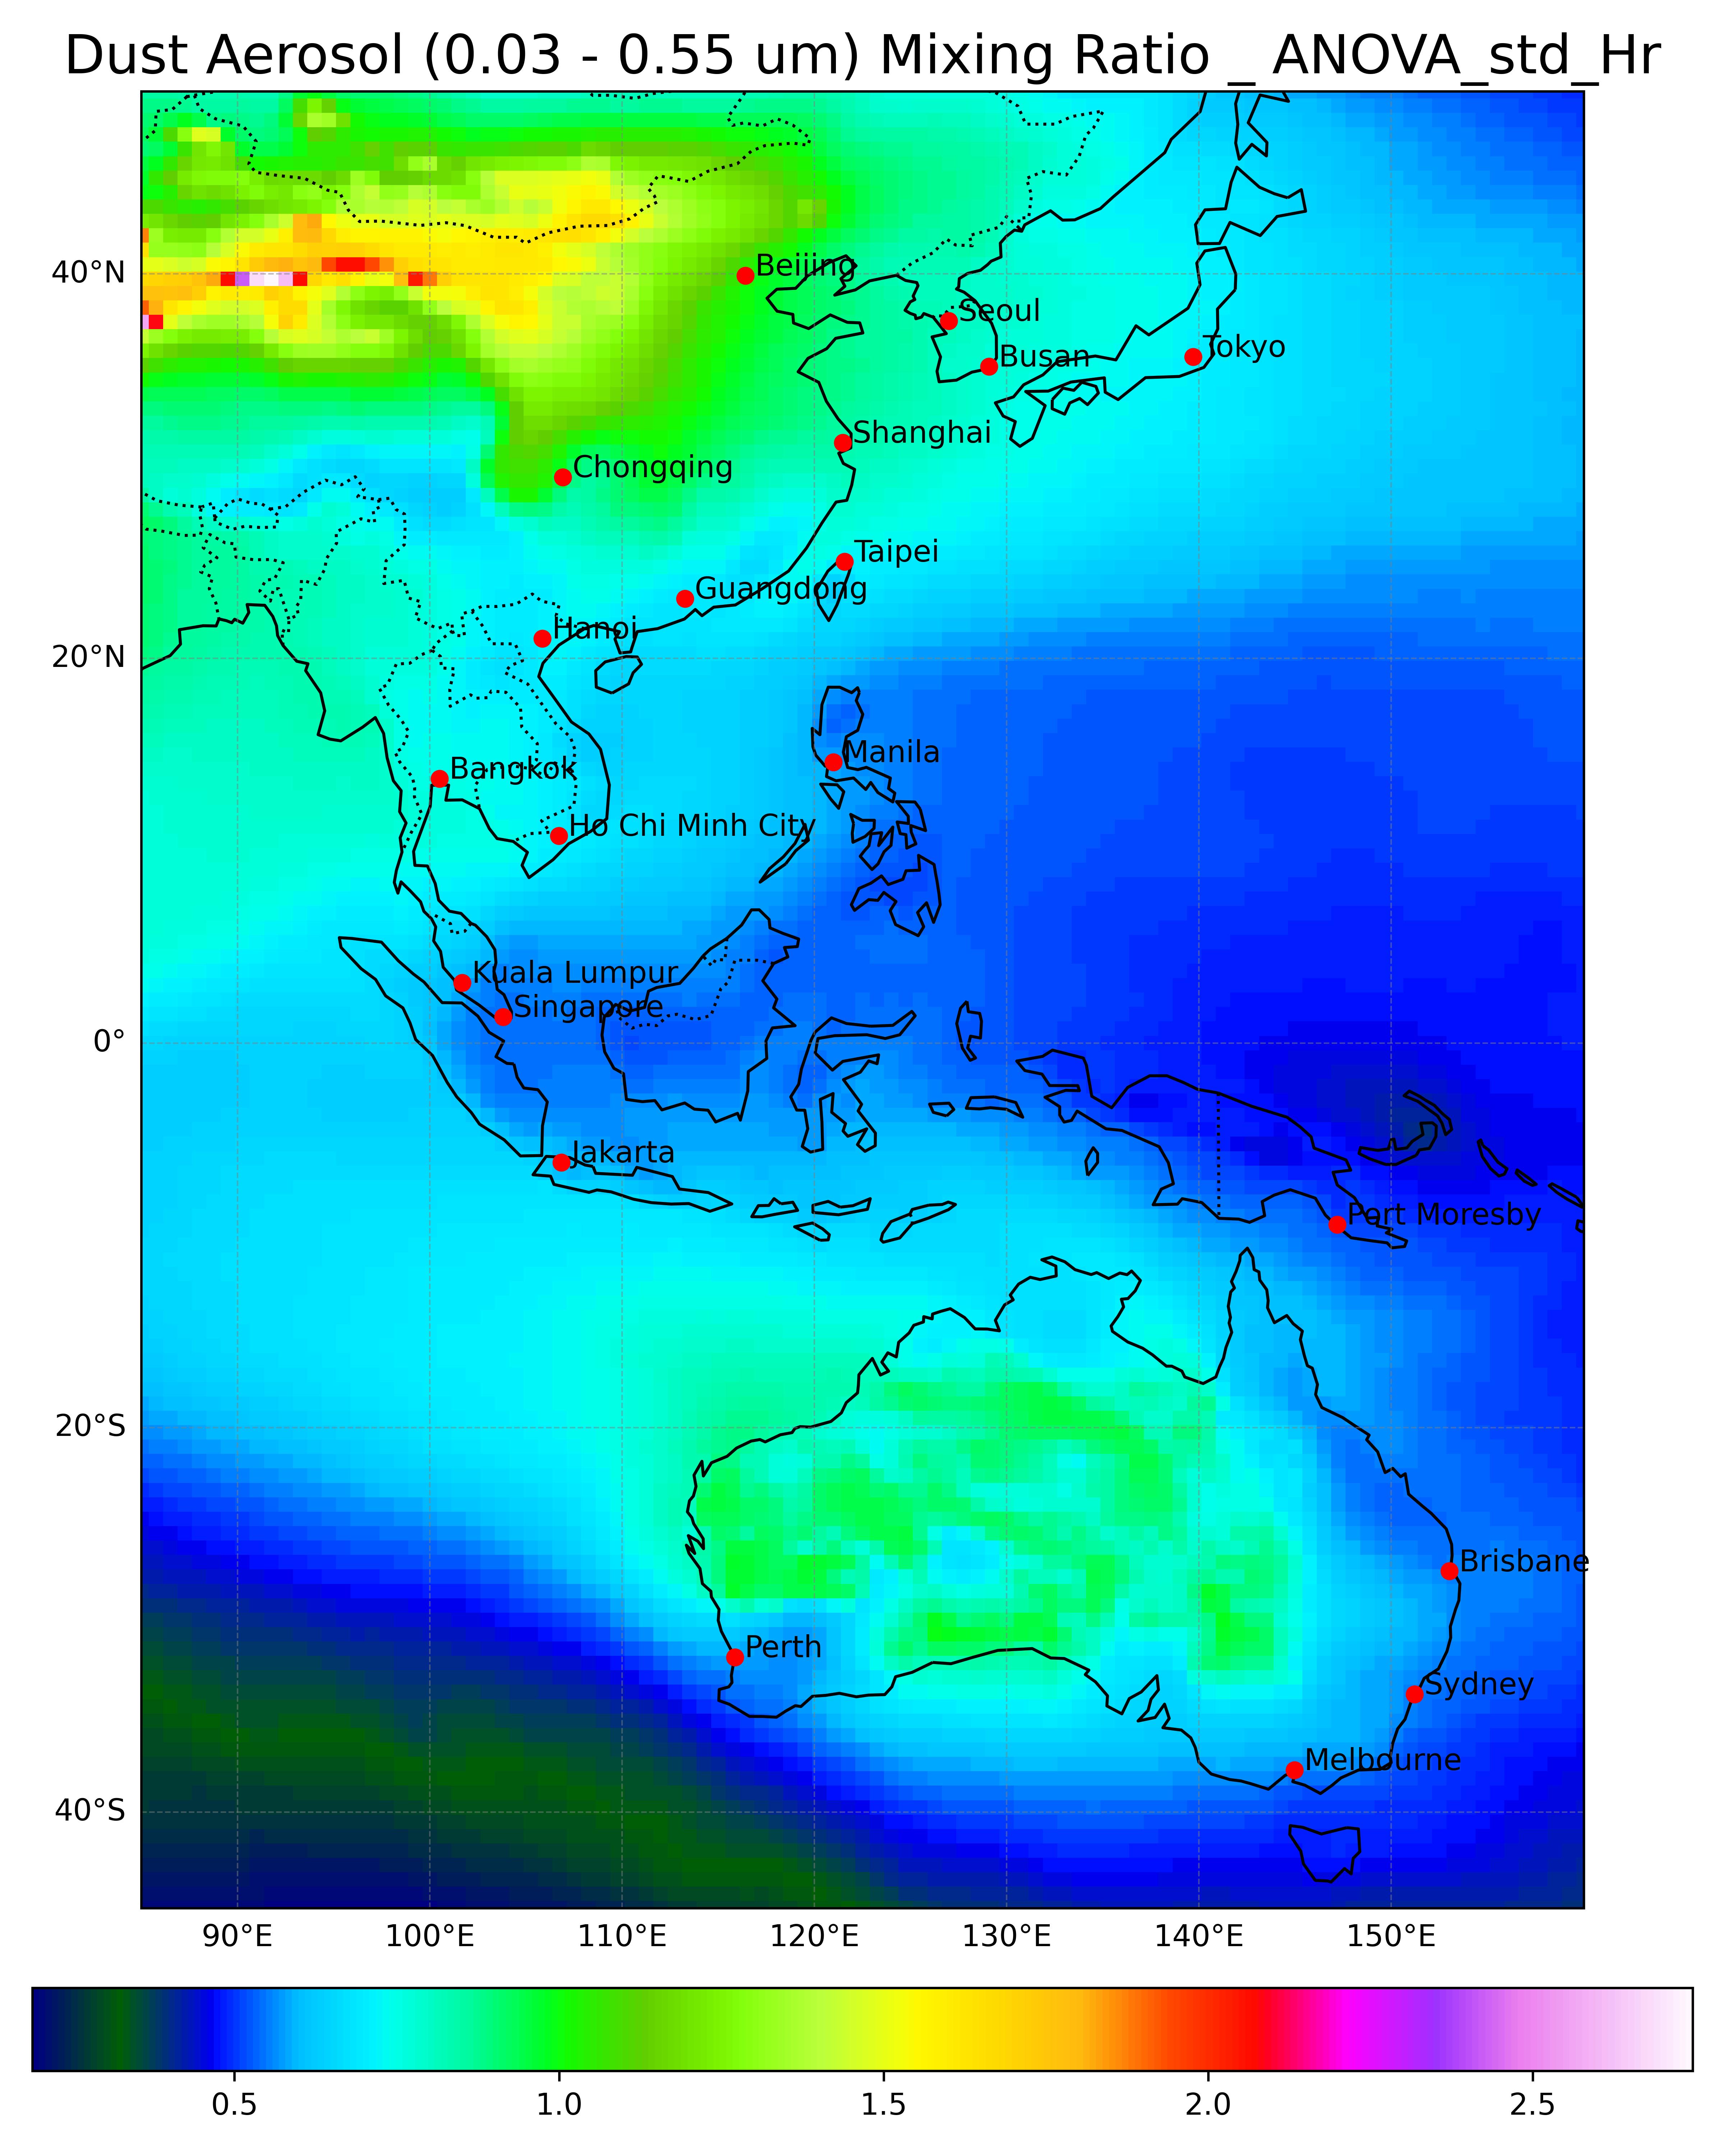 Dust Aerosol (0.03 - 0.55 um) Mixing Ratio _ ANOVA_std_Hr
40°N
Beijing
Seoul
Busan
Tokyo
Shanghai
Chongqing
Taipei
Guangdong
Hanoi
20°N
Manila
Bangkok
Ho Chi Minh City
Kuala Lumpur
Singapore
0°
Jakarta
Port Moresby
20°S
Brisbane
Perth
Sydney
Melbourne
40°S
90°E 100°E 110°E 120°E 130°E 140°E 150°E
0.5 1.0 1.5 2.0 2.5